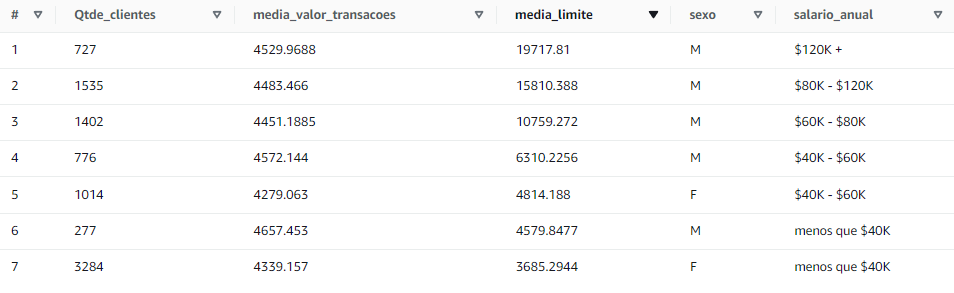 # Qtde_clientes media_valor_transacoes media_limite sexo salario_anual
1 727 4529.9688 19717.81 M $120K +
2 1535 4483.466 15810.388 M $80K - $120K
3 1402 4451.1885 10759.272 M $60K - $80K
4 776 4572.144 6310.2256 M $40K - $60K
5 1014 4279.063 4814.188 F $40K - $60K
6 277 4657.453 4579.8477 M menos que $40K
7 3284 4339.157 3685.2944 F menos que $40K